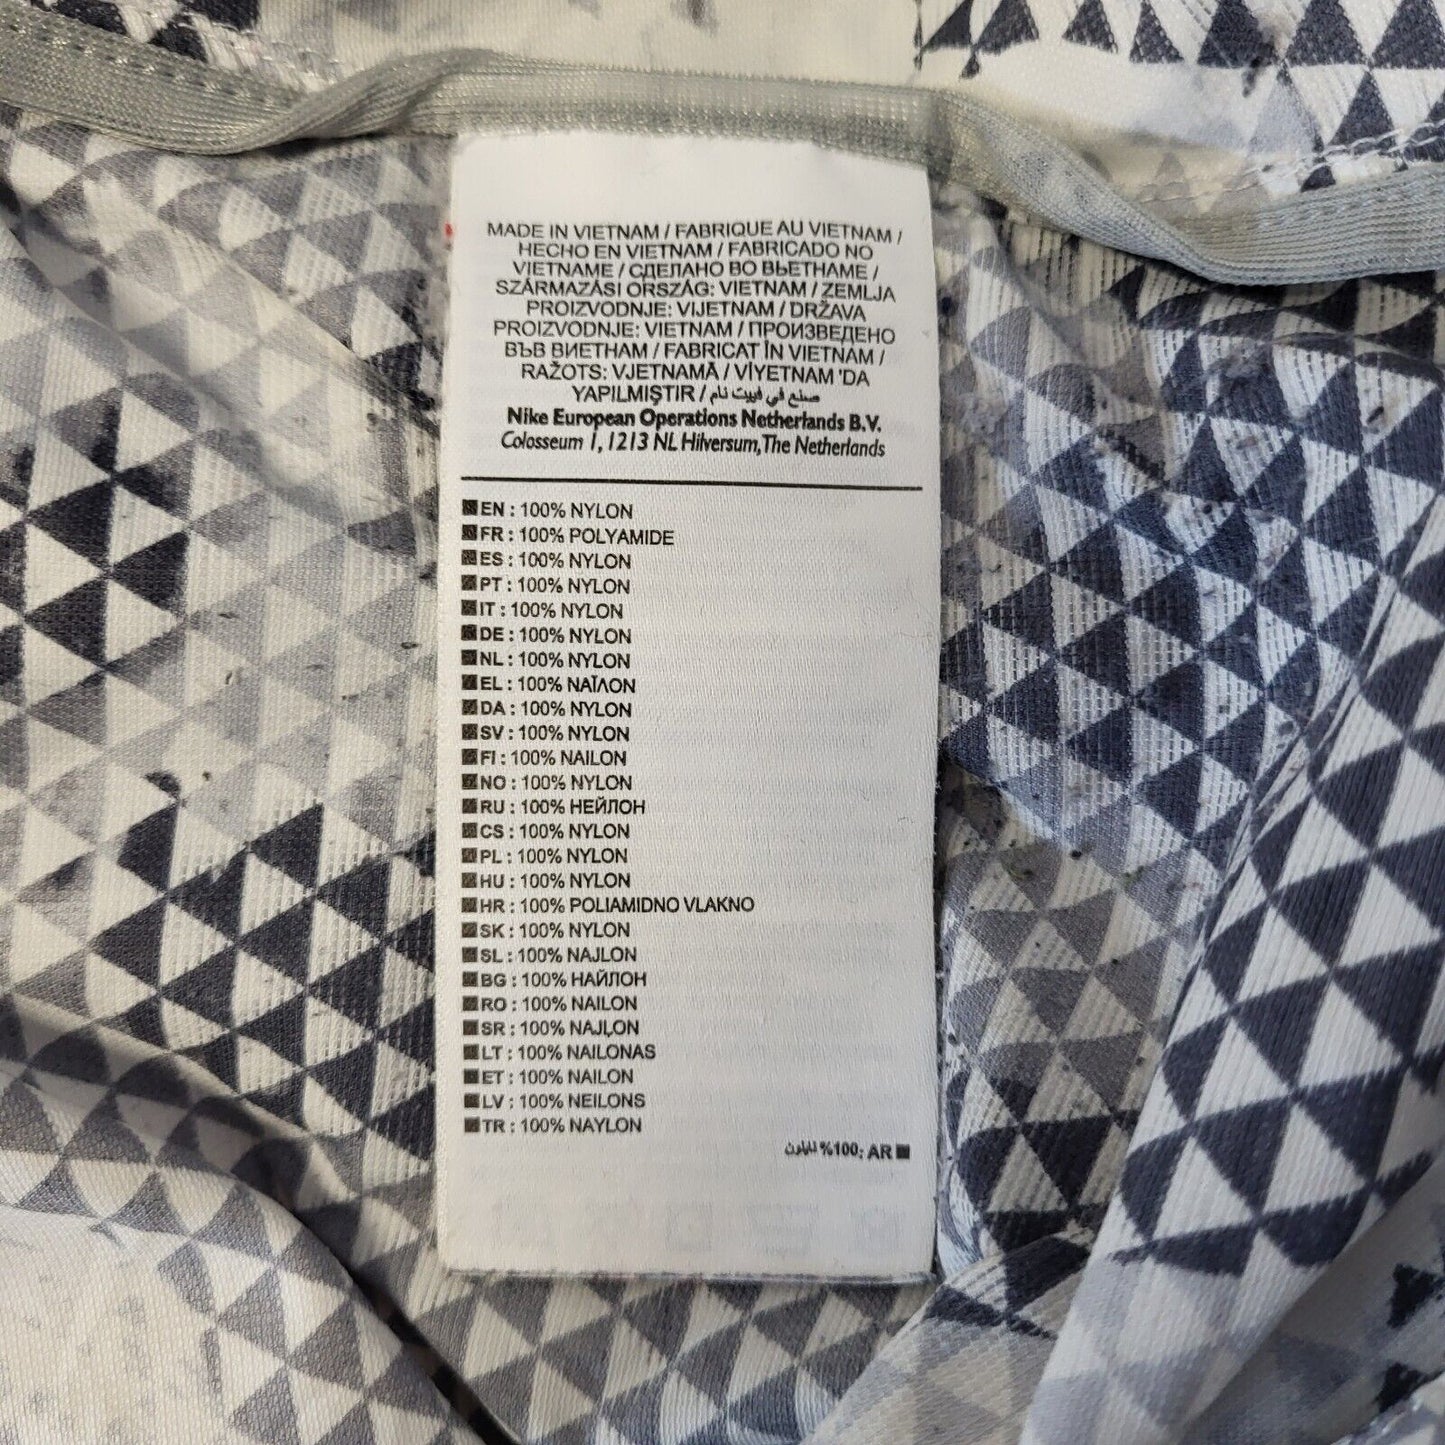 MADE IN VIETNAM / FABRIQUE AU VIETNAM /
HECHO EN VIETNAM / FABRICADO NO
VIETNAME / СДЕЛАНО ВО ВЬЕТНАМЕ /
SZÁRMAZÁSI ORSZÁG: VIETNAM / ZEMLJA
PROIZVODNJE: VIJETNAM / DRŽAVA
PROIZVODNJE: VIETNAM / ПРОИЗВЕДЕНО
ВЪВ ВИЕТНАМ / FABRICAT ÎN VIETNAM /
RAŽOTS: VJETNAMĀ / VİYETNAM 'DA
YAPILMIŞTIR / صنع في فييت نام
Nike European Operations Netherlands B.V.
Colosseum 1, 1213 NL Hilversum, The Netherlands
EN : 100% NYLON
FR : 100% POLYAMIDE
ES : 100% NYLON
PT : 100% NYLON
IT : 100% NYLON
DE : 100% NYLON
NL : 100% NYLON
EL : 100% ΝΑΪΛΟΝ
DA : 100% NYLON
SV : 100% NYLON
FI : 100% NAILON
NO : 100% NYLON
RU : 100% НЕЙЛОН
CS : 100% NYLON
PL : 100% NYLON
HU : 100% NYLON
HR : 100% POLIAMIDNO VLAKNO
SK : 100% NYLON
SL : 100% NAJLON
BG : 100% НАЙЛОН
RO : 100% NAILON
SR : 100% NAJLON
LT : 100% NAILONAS
ET : 100% NAILON
LV : 100% NEILONS
TR : 100% NAYLON
AR :100% نايلون